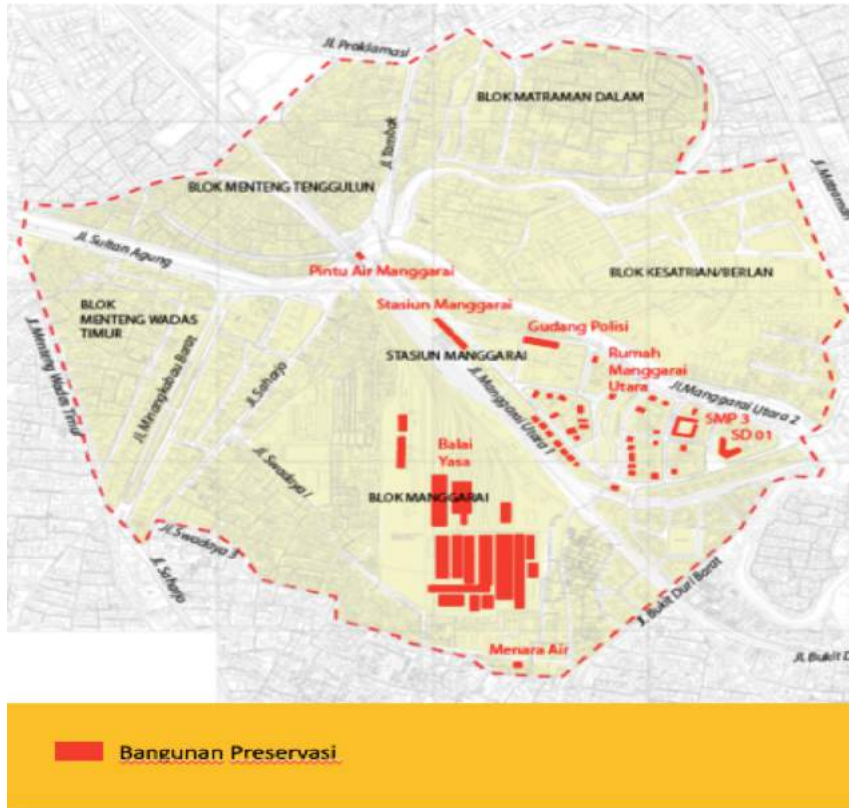 Jl. Proklamasi
BLOK MATRAMAN DALAM
Jl. Tambak
Jl. Matraman
BLOK MENTENG TENGGULUN
Jl. Sultan Agung
Pintu Air Manggarai
BLOK KESATRIAN/BERLAN
BLOK
MENTENG WADAS
TIMUR
Stasiun Manggarai
Gudang Polisi
STASIUN MANGGARAI
Rumah
Manggarai
Utara
Jl. Menteng Wadas Timur
Jl. Minangkabau Barat
Jl. Saharjo
Jl. Manggarai Utara 1
Jl. Manggarai Utara 2
SMP 3
SD 01
Balai
Yasa
Jl. Swadaya I
BLOK MANGGARAI
Jl. Swadaya 3
Jl. Saharjo
Jl. Bukit Duri Barat
Menara Air
Jl. Bukit D
Bangunan Preservasi